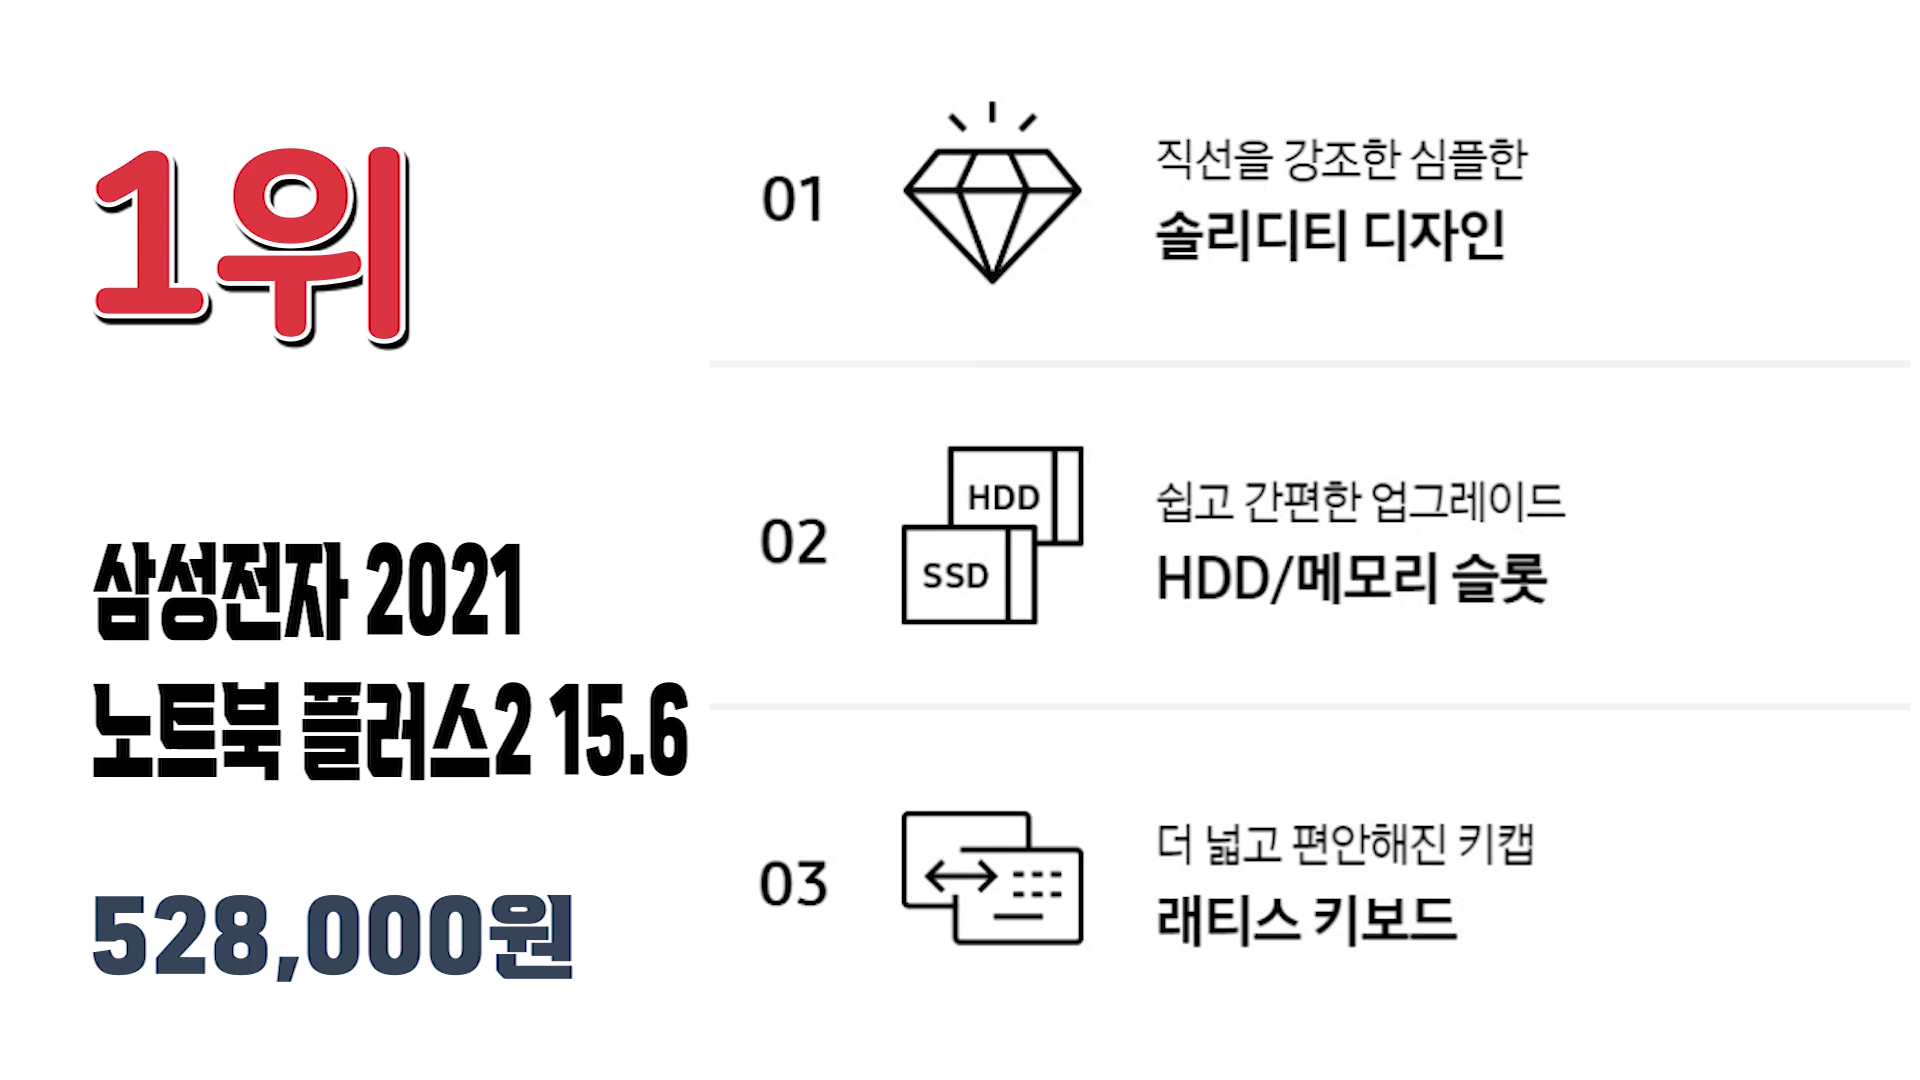 1위
삼성전자 2021
노트북 플러스2 15.6
528,000원
01
직선을 강조한 심플한
솔리디티 디자인
02
HDD
SSD
쉽고 간편한 업그레이드
HDD/메모리 슬롯
03
더 넓고 편안해진 키캡
래티스 키보드